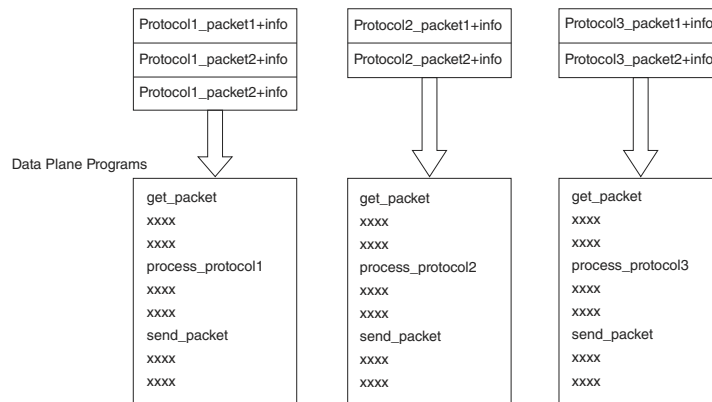 Protocol1_packet1+info
Protocol1_packet2+info
Protocol1_packet2+info
Protocol2_packet1+info
Protocol2_packet2+info
Protocol3_packet1+info
Protocol3_packet2+info
Data Plane Programs
get_packet
xxxx
xxxx
process_protocol1
xxxx
xxxx
send_packet
xxxx
xxxx
get_packet
xxxx
xxxx
process_protocol2
xxxx
xxxx
send_packet
xxxx
xxxx
get_packet
xxxx
xxxx
process_protocol3
xxxx
xxxx
send_packet
xxxx
xxxx